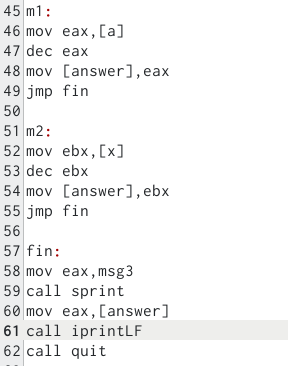 45 m1:
46 mov eax,[a]
47 dec eax
48 mov [answer],eax
49 jmp fin
50
51 m2:
52 mov ebx,[x]
53 dec ebx
54 mov [answer],ebx
55 jmp fin
56
57 fin:
58 mov eax,msg3
59 call sprint
60 mov eax,[answer]
61 call iprintLF
62 call quit